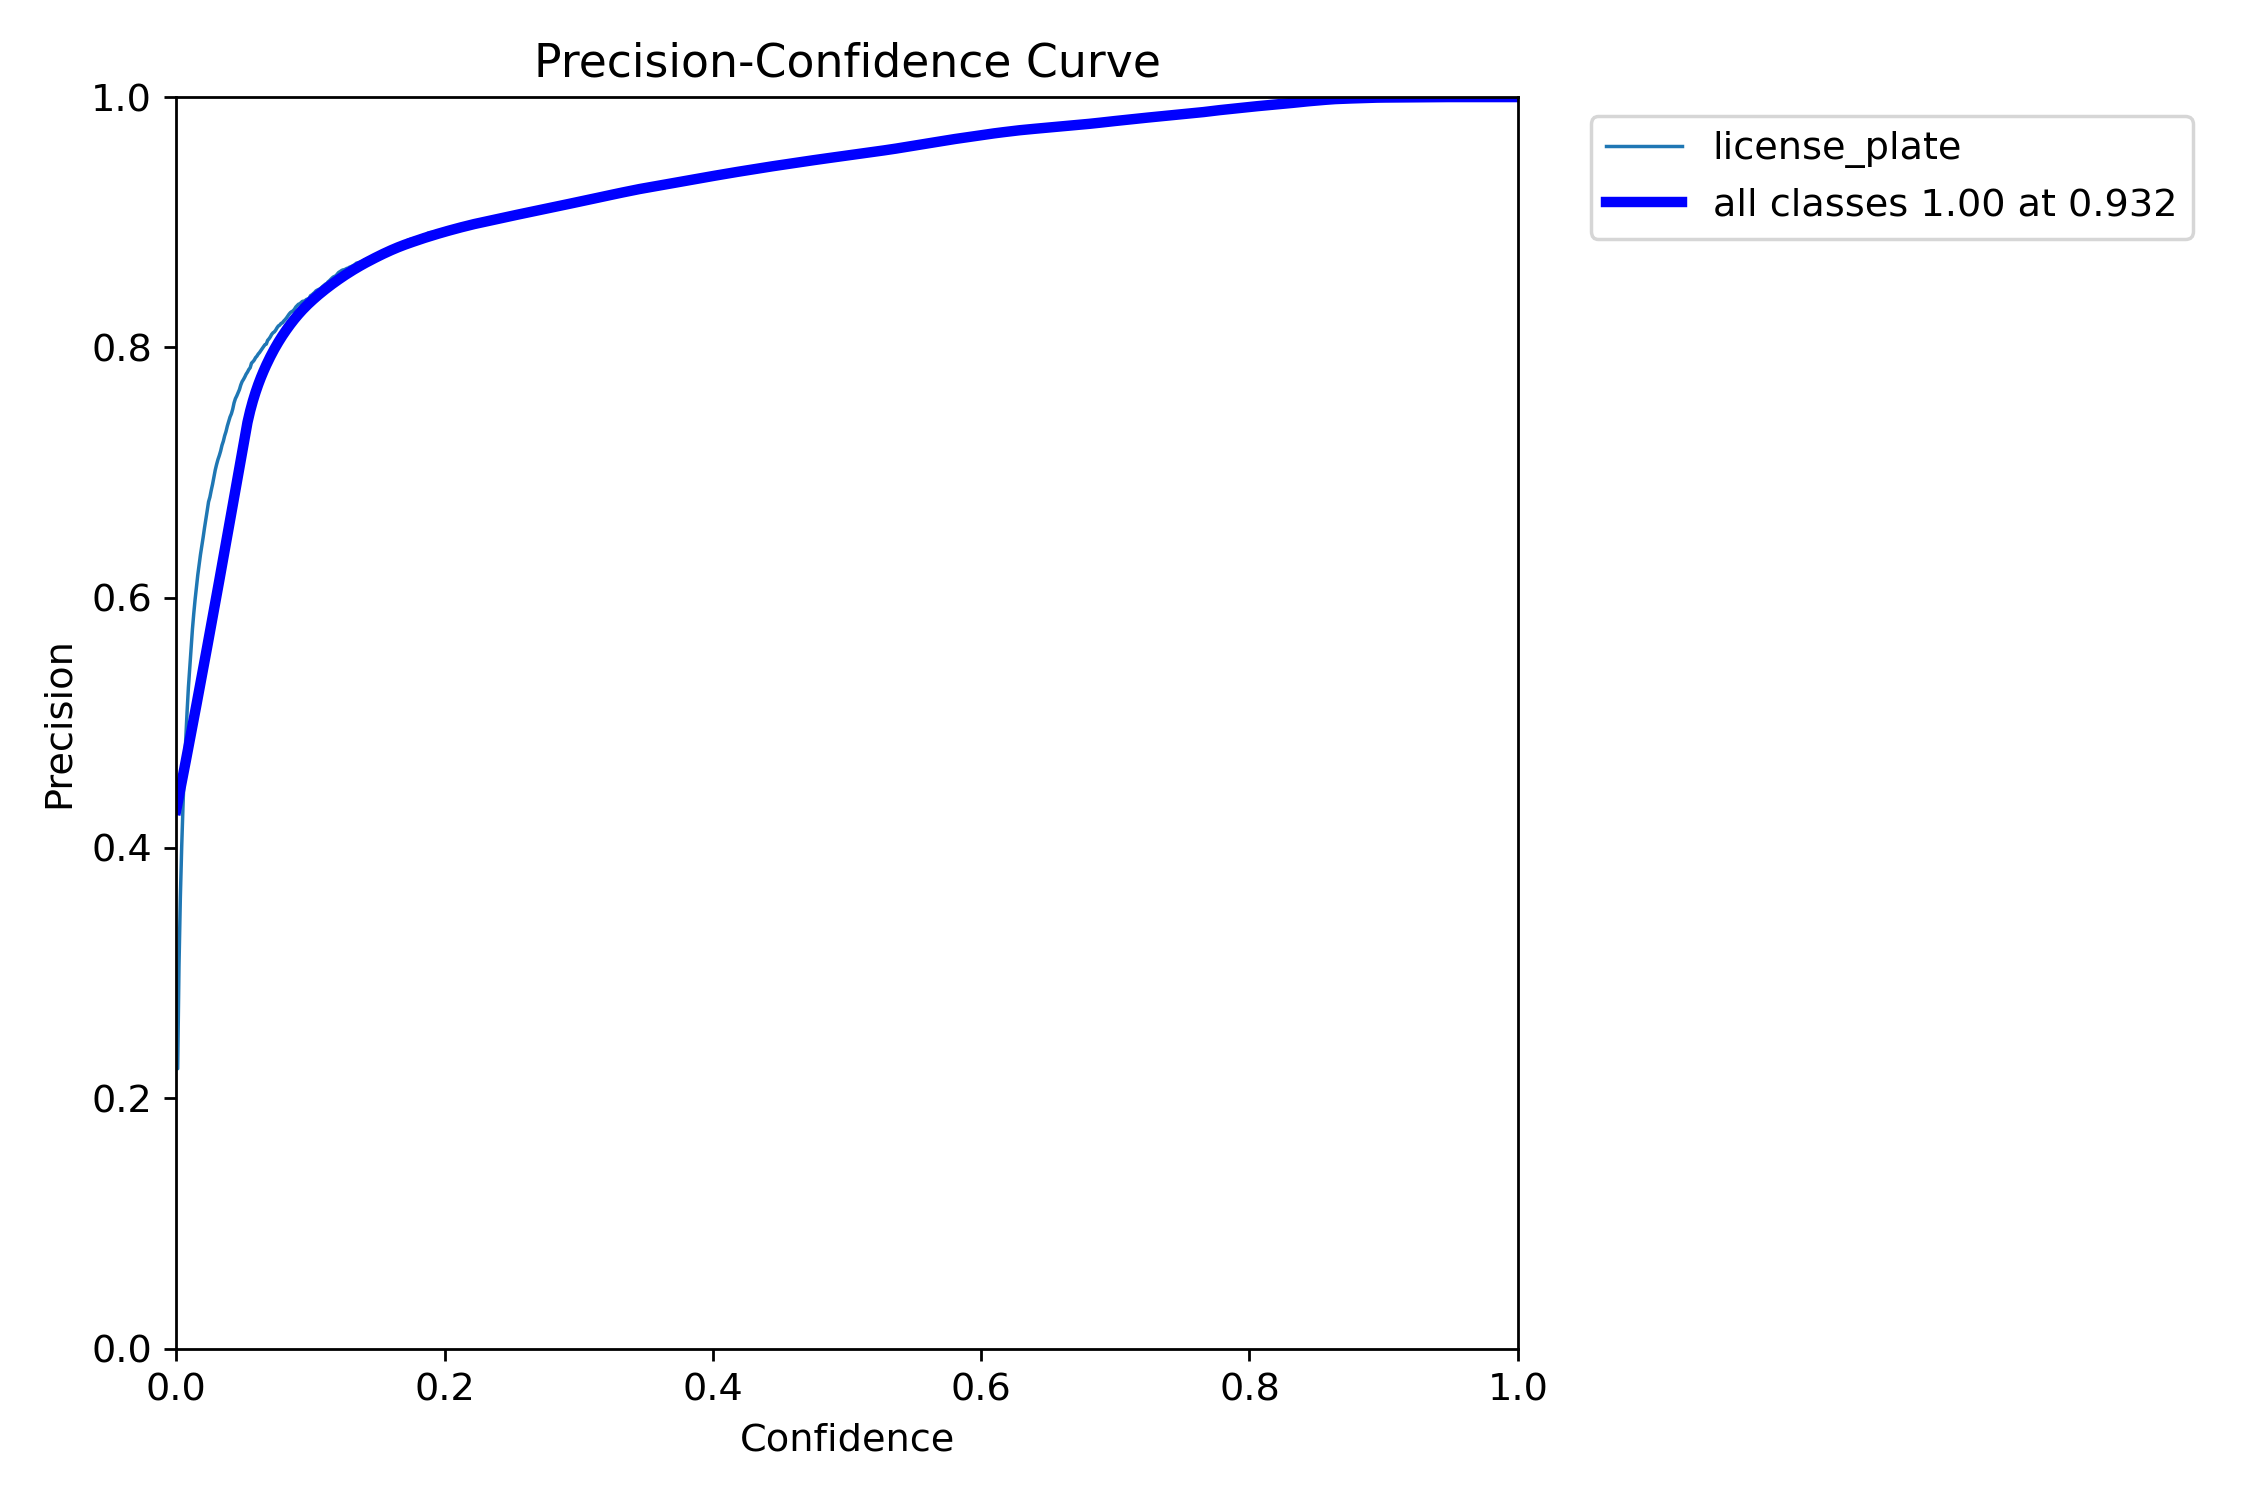 Precision-Confidence Curve
1.0
0.8
0.6
0.4
0.2
0.0
Precision
0.0 0.2 0.4 0.6 0.8 1.0
Confidence
license_plate
all classes 1.00 at 0.932